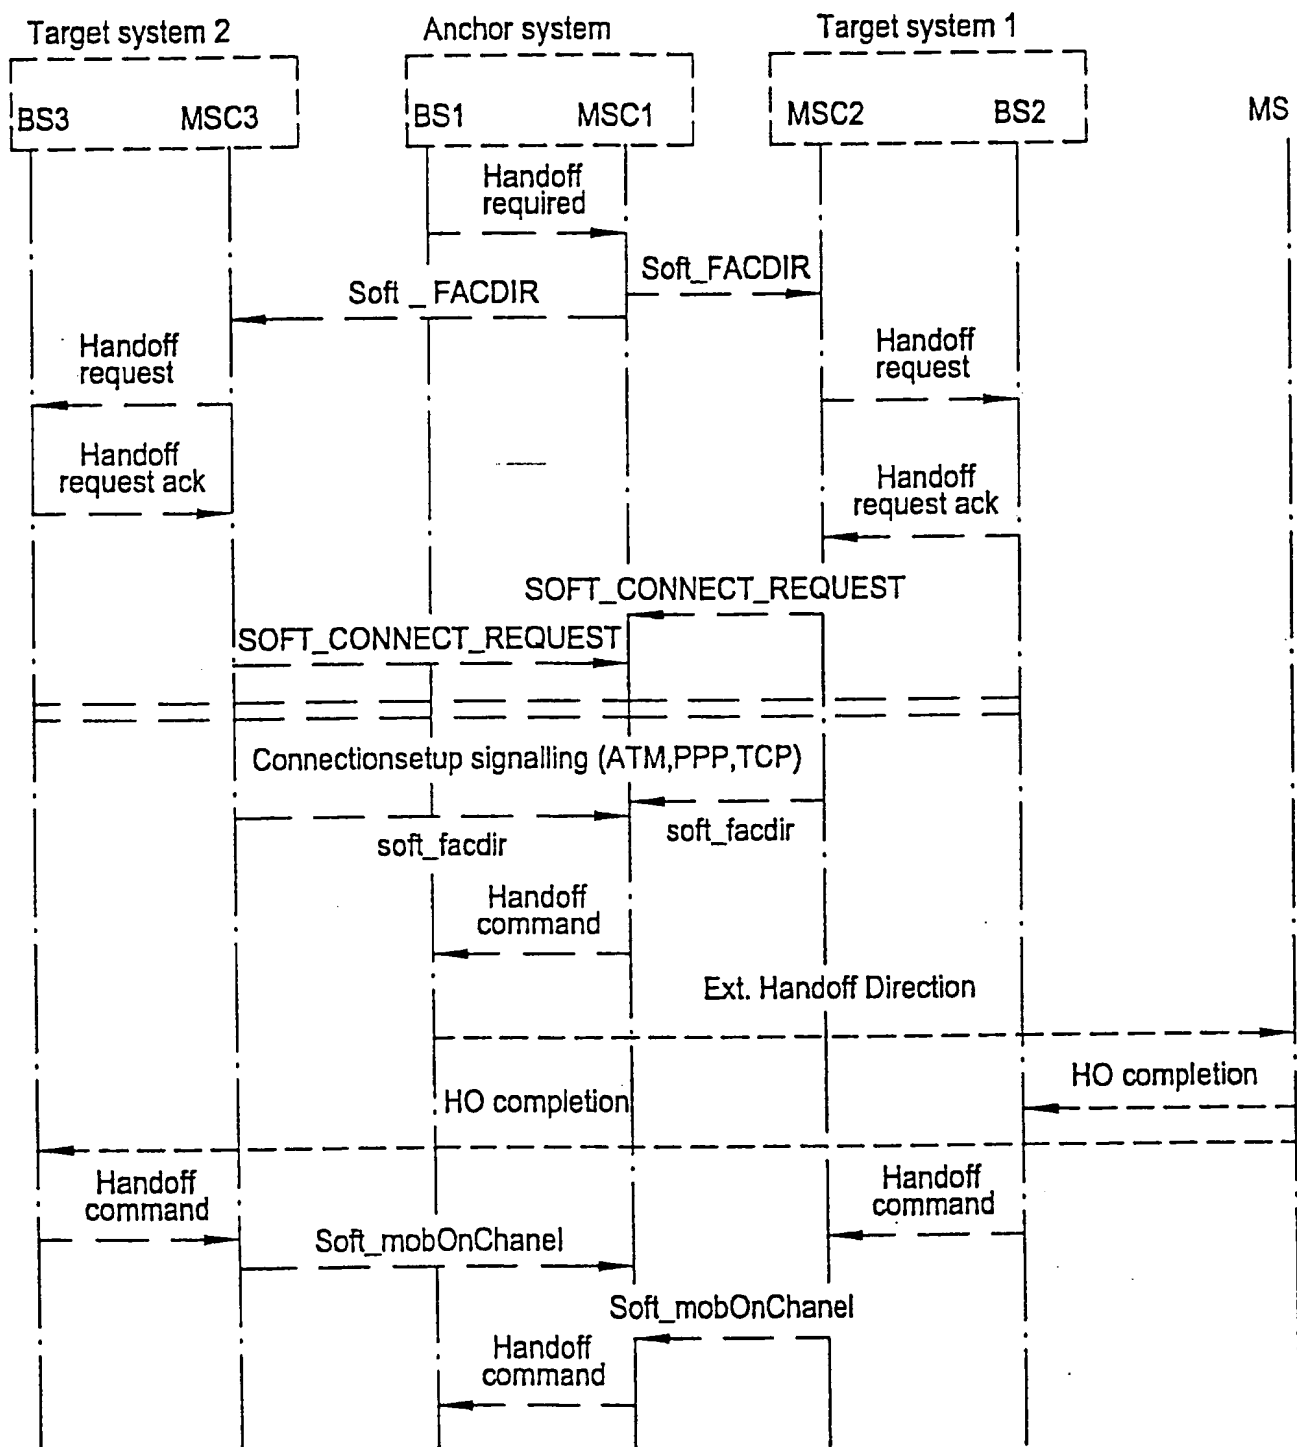 Target system 2
Anchor system
Target system 1
BS3
MSC3
BS1
MSC1
MSC2
BS2
MS
Handoff
required
Soft_FACDIR
Soft _ FACDIR
Handoff
request
Handoff
request
Handoff
request ack
Handoff
request ack
SOFT_CONNECT_REQUEST
SOFT_CONNECT_REQUEST
Connectionsetup signalling (ATM,PPP,TCP)
soft_facdir
soft_facdir
Handoff
command
Ext. Handoff Direction
HO completion
HO completion
Handoff
command
Handoff
command
Soft_mobOnChanel
Soft_mobOnChanel
Handoff
command